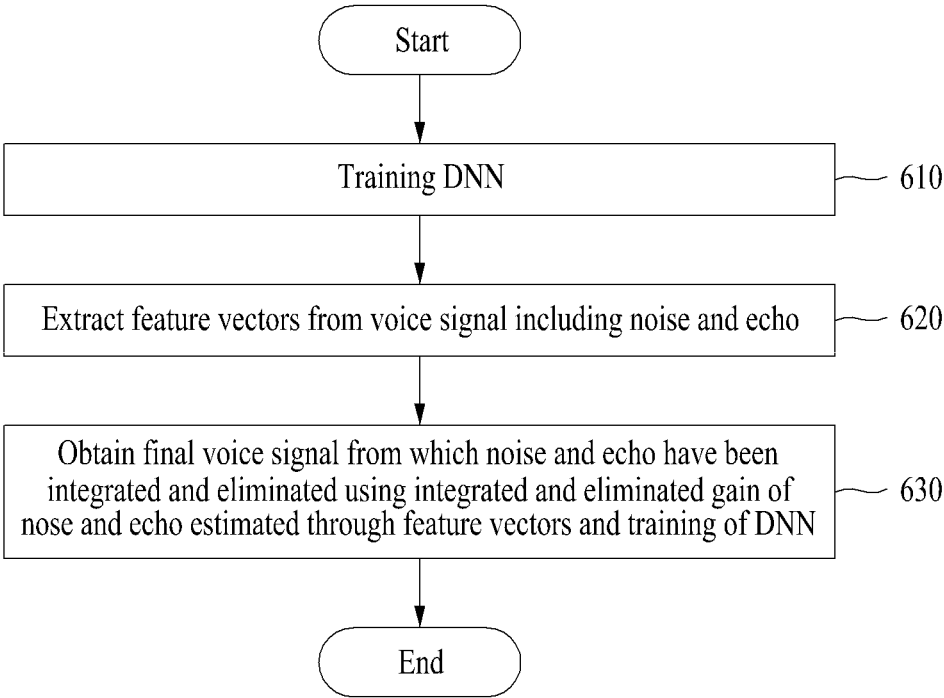 Start
Training DNN
610
Extract feature vectors from voice signal including noise and echo
620
Obtain final voice signal from which noise and echo have been
integrated and eliminated using integrated and eliminated gain of
nose and echo estimated through feature vectors and training of DNN
630
End